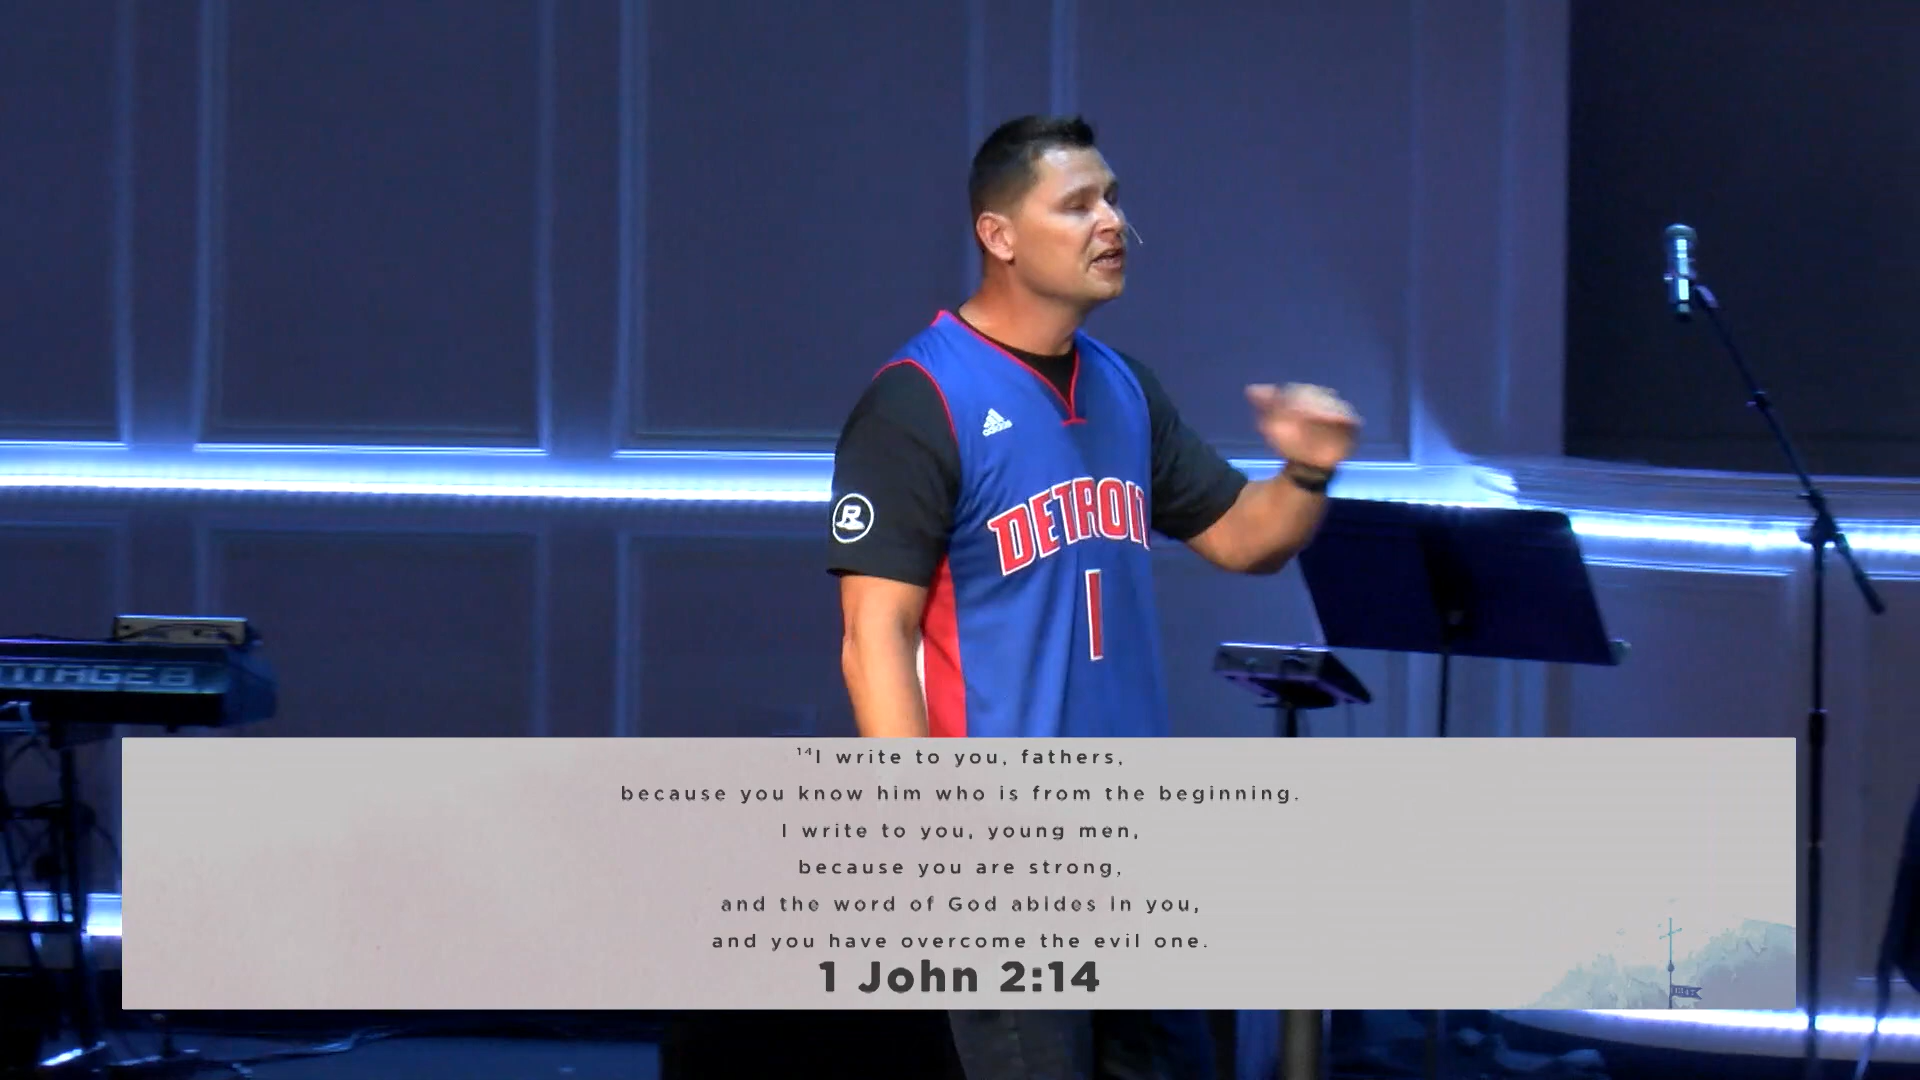 adidas
R
DETROIT
1
14I write to you, fathers,
because you know him who is from the beginning.
I write to you, young men,
because you are strong,
and the word of God abides in you,
and you have overcome the evil one.
1 John 2:14